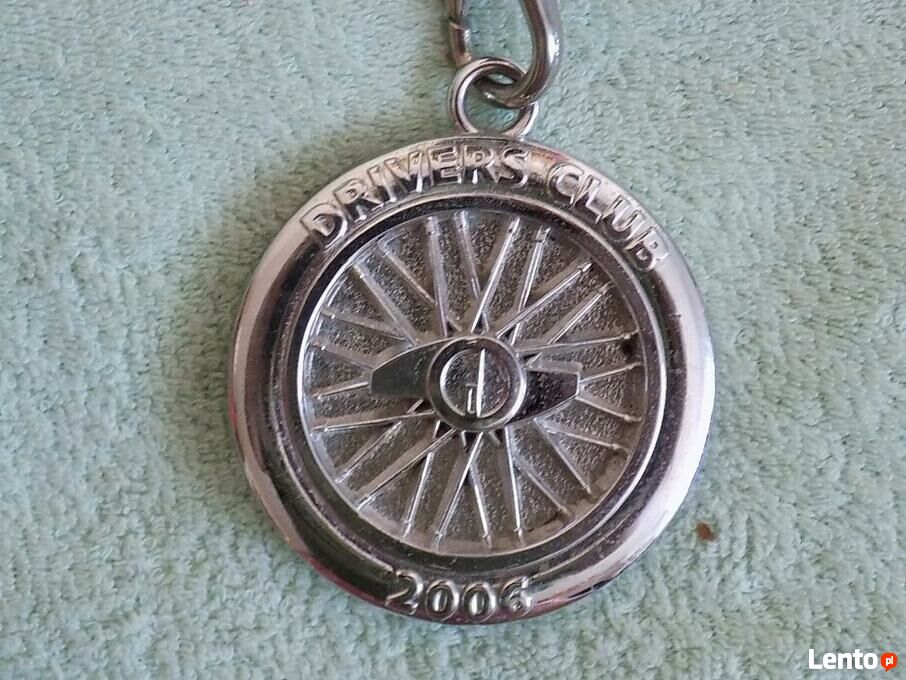 DRIVERS CLUB
2006
Lento pl